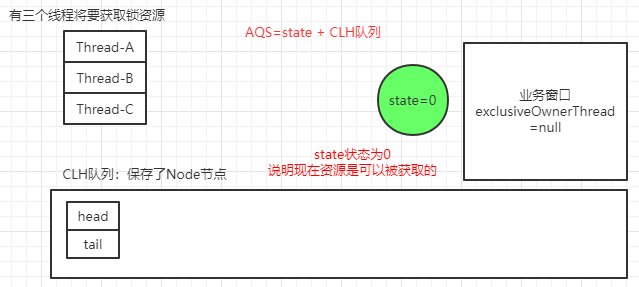 有三个线程将要获取锁资源
Thread-A
Thread-B
Thread-C
AQS=state + CLH队列
state=0
业务窗口
exclusiveOwnerThread
=null
state状态为0
说明现在资源是可以被获取的
CLH队列：保存了Node节点
head
tail